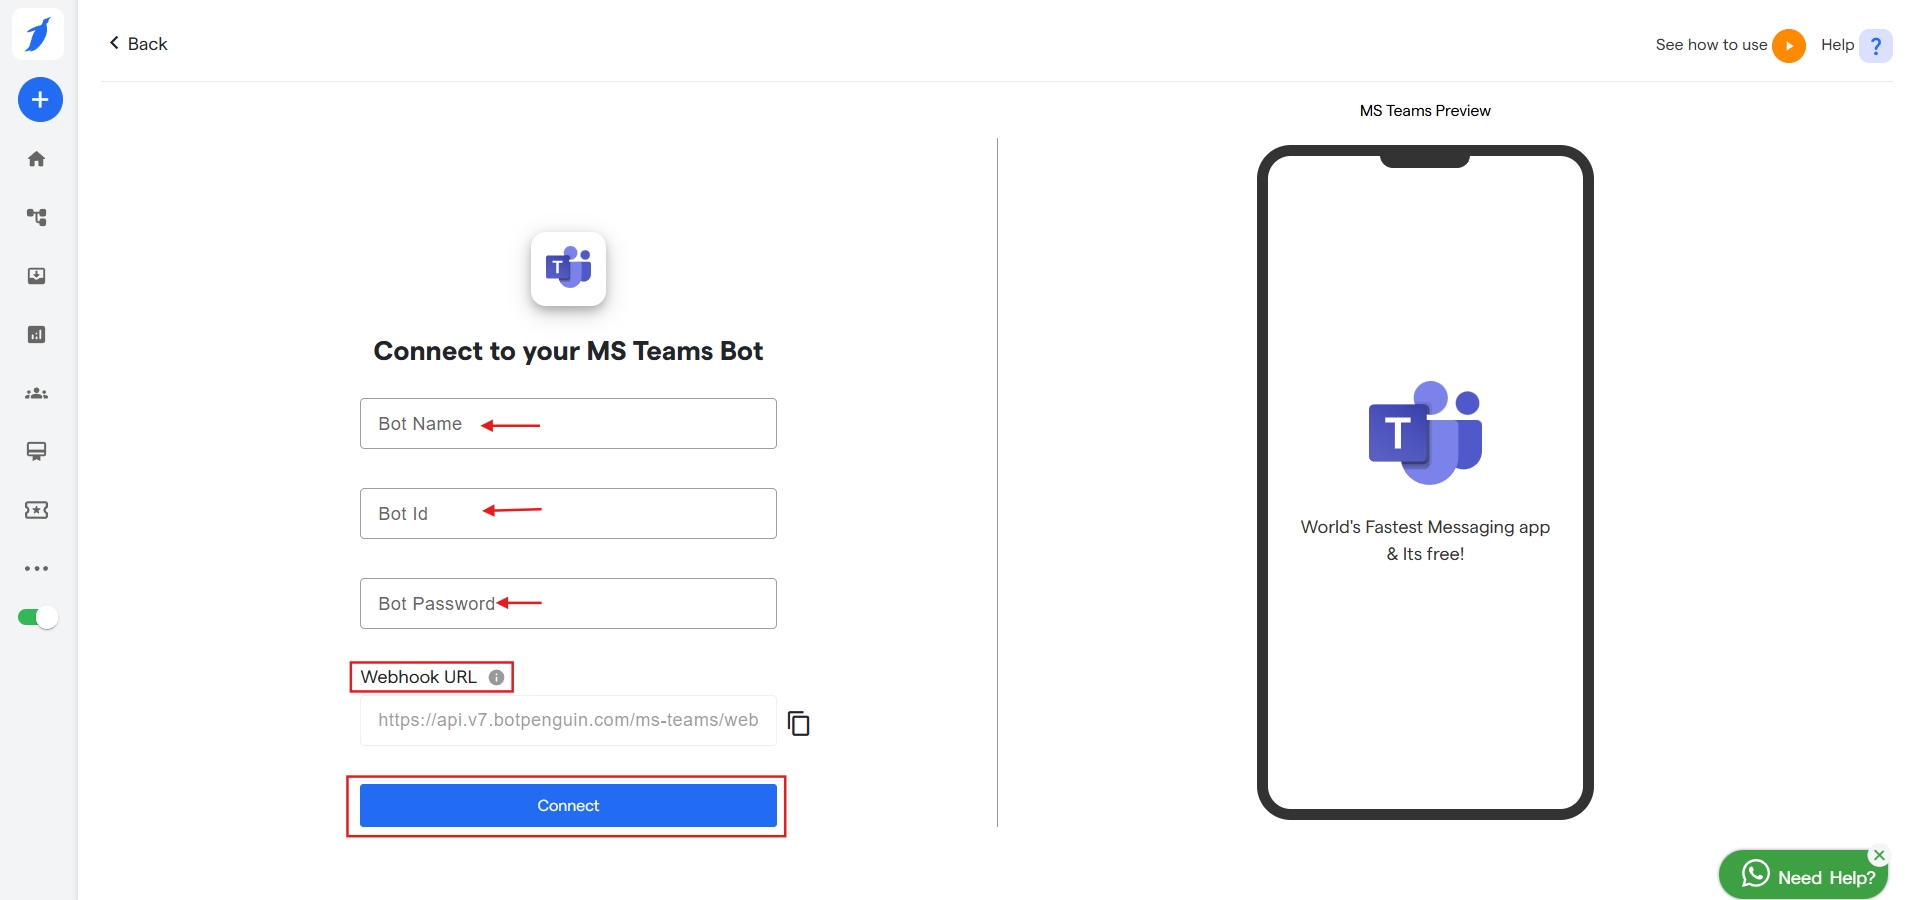 Back
See how to use
Help ?
MS Teams Preview
T
Connect to your MS Teams Bot
Bot Name
Bot Id
Bot Password
Webhook URL
https://api.v7.botpenguin.com/ms-teams/web
Connect
T
World's Fastest Messaging app
& Its free!
Need Help?